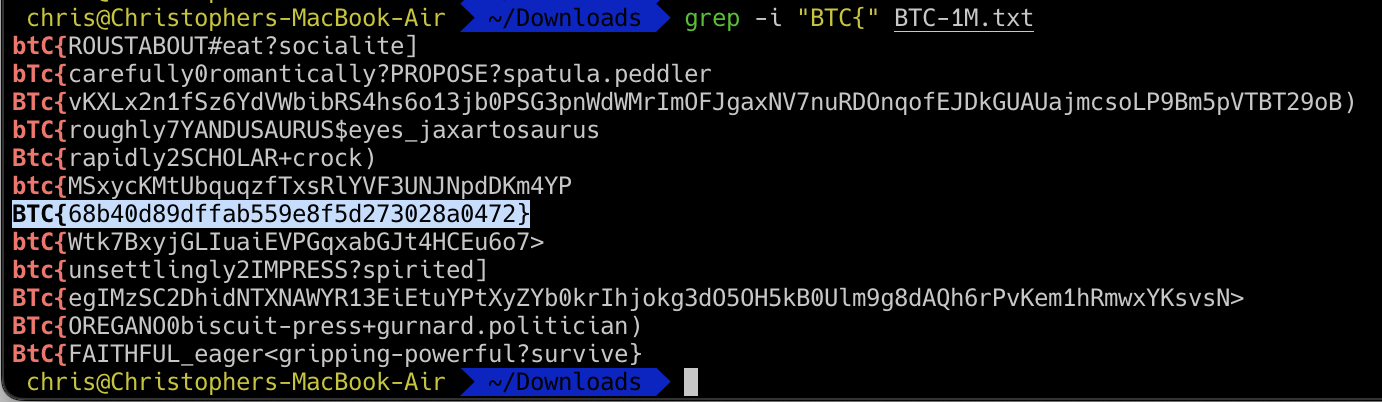 chris@Christophers-MacBook-Air ~/Downloads grep -i "BTC{" BTC-1M.txt
btC{ROUSTABOUT#eat?socialite]
bTc{carefully0romantically?PROPOSE?spatula.peddler
BTc{vKXLx2n1fSz6YdVWbibRS4hs6o13jb0PSG3pnWdWMrImOFJgaxNV7nuRDOnqofEJDkGUAUajmcsoLP9Bm5pVTBT29oB)
bTC{roughly7YANDUSAURUS$eyes_jaxartosaurus
Btc{rapidly2SCHOLAR+crock)
btc{MSxycKMtUbquqzfTxsRlYVF3UNJNpdDKm4YP
BTC{68b40d89dffab559e8f5d273028a0472}
btC{Wtk7BxyjGLIuaiEVPGqxabGJt4HCEu6o7>
btc{unsettlingly2IMPRESS?spirited]
BTc{egIMzSC2DhidNTXNAWYR13EiEtuYPtXyZYb0krIhjokg3dO5OH5kB0Ulm9g8dAQh6rPvKem1hRmwxYKsvsN>
BTc{OREGANO0biscuit-press+gurnard.politician)
BtC{FAITHFUL_eager<gripping-powerful?survive}
chris@Christophers-MacBook-Air ~/Downloads